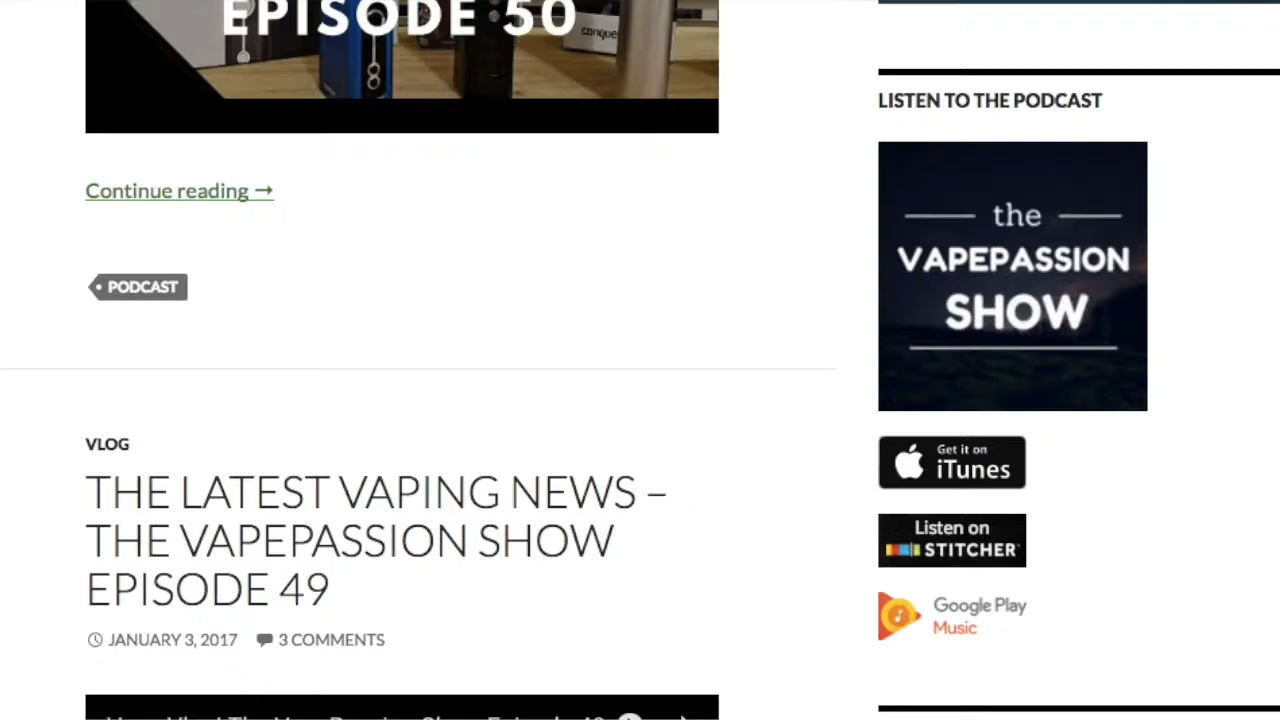 EPISODE 50
conque
Continue reading →
PODCAST
VLOG
THE LATEST VAPING NEWS –
THE VAPEPASSION SHOW
EPISODE 49
JANUARY 3, 2017 3 COMMENTS
LISTEN TO THE PODCAST
the
VAPEPASSION
SHOW
Get it on
iTunes
Listen on
STITCHER
Google Play
Music